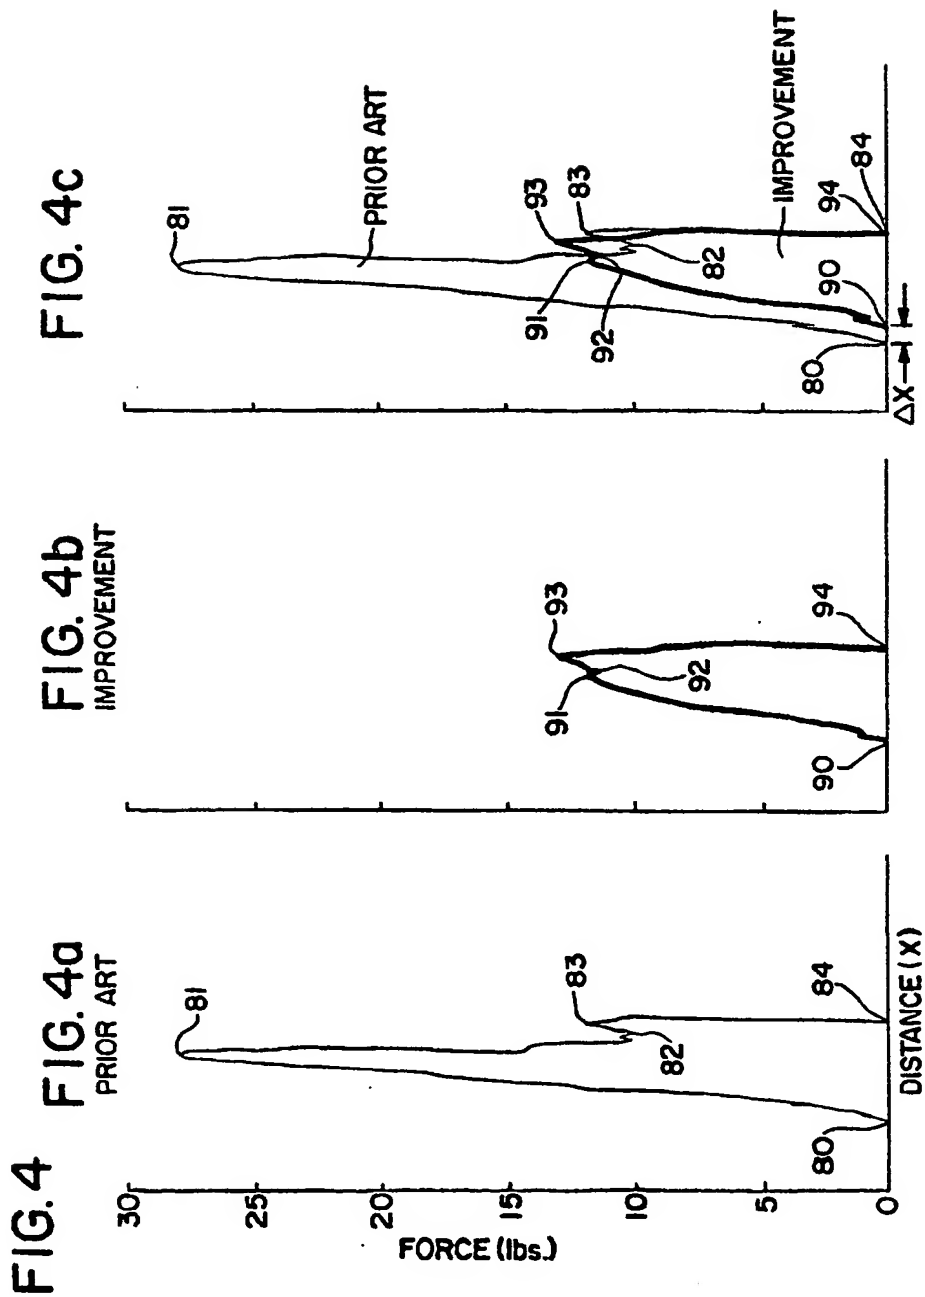 FIG. 4
FIG. 4a
PRIOR ART
FORCE (lbs.)
30
25
20
15
10
5
0
80
81
82
83
84
DISTANCE (X)
FIG. 4b
IMPROVEMENT
90
91
92
93
94
FIG. 4c
81
PRIOR ART
93
83
91
92
82
IMPROVEMENT
80
90
94
84
ΔX